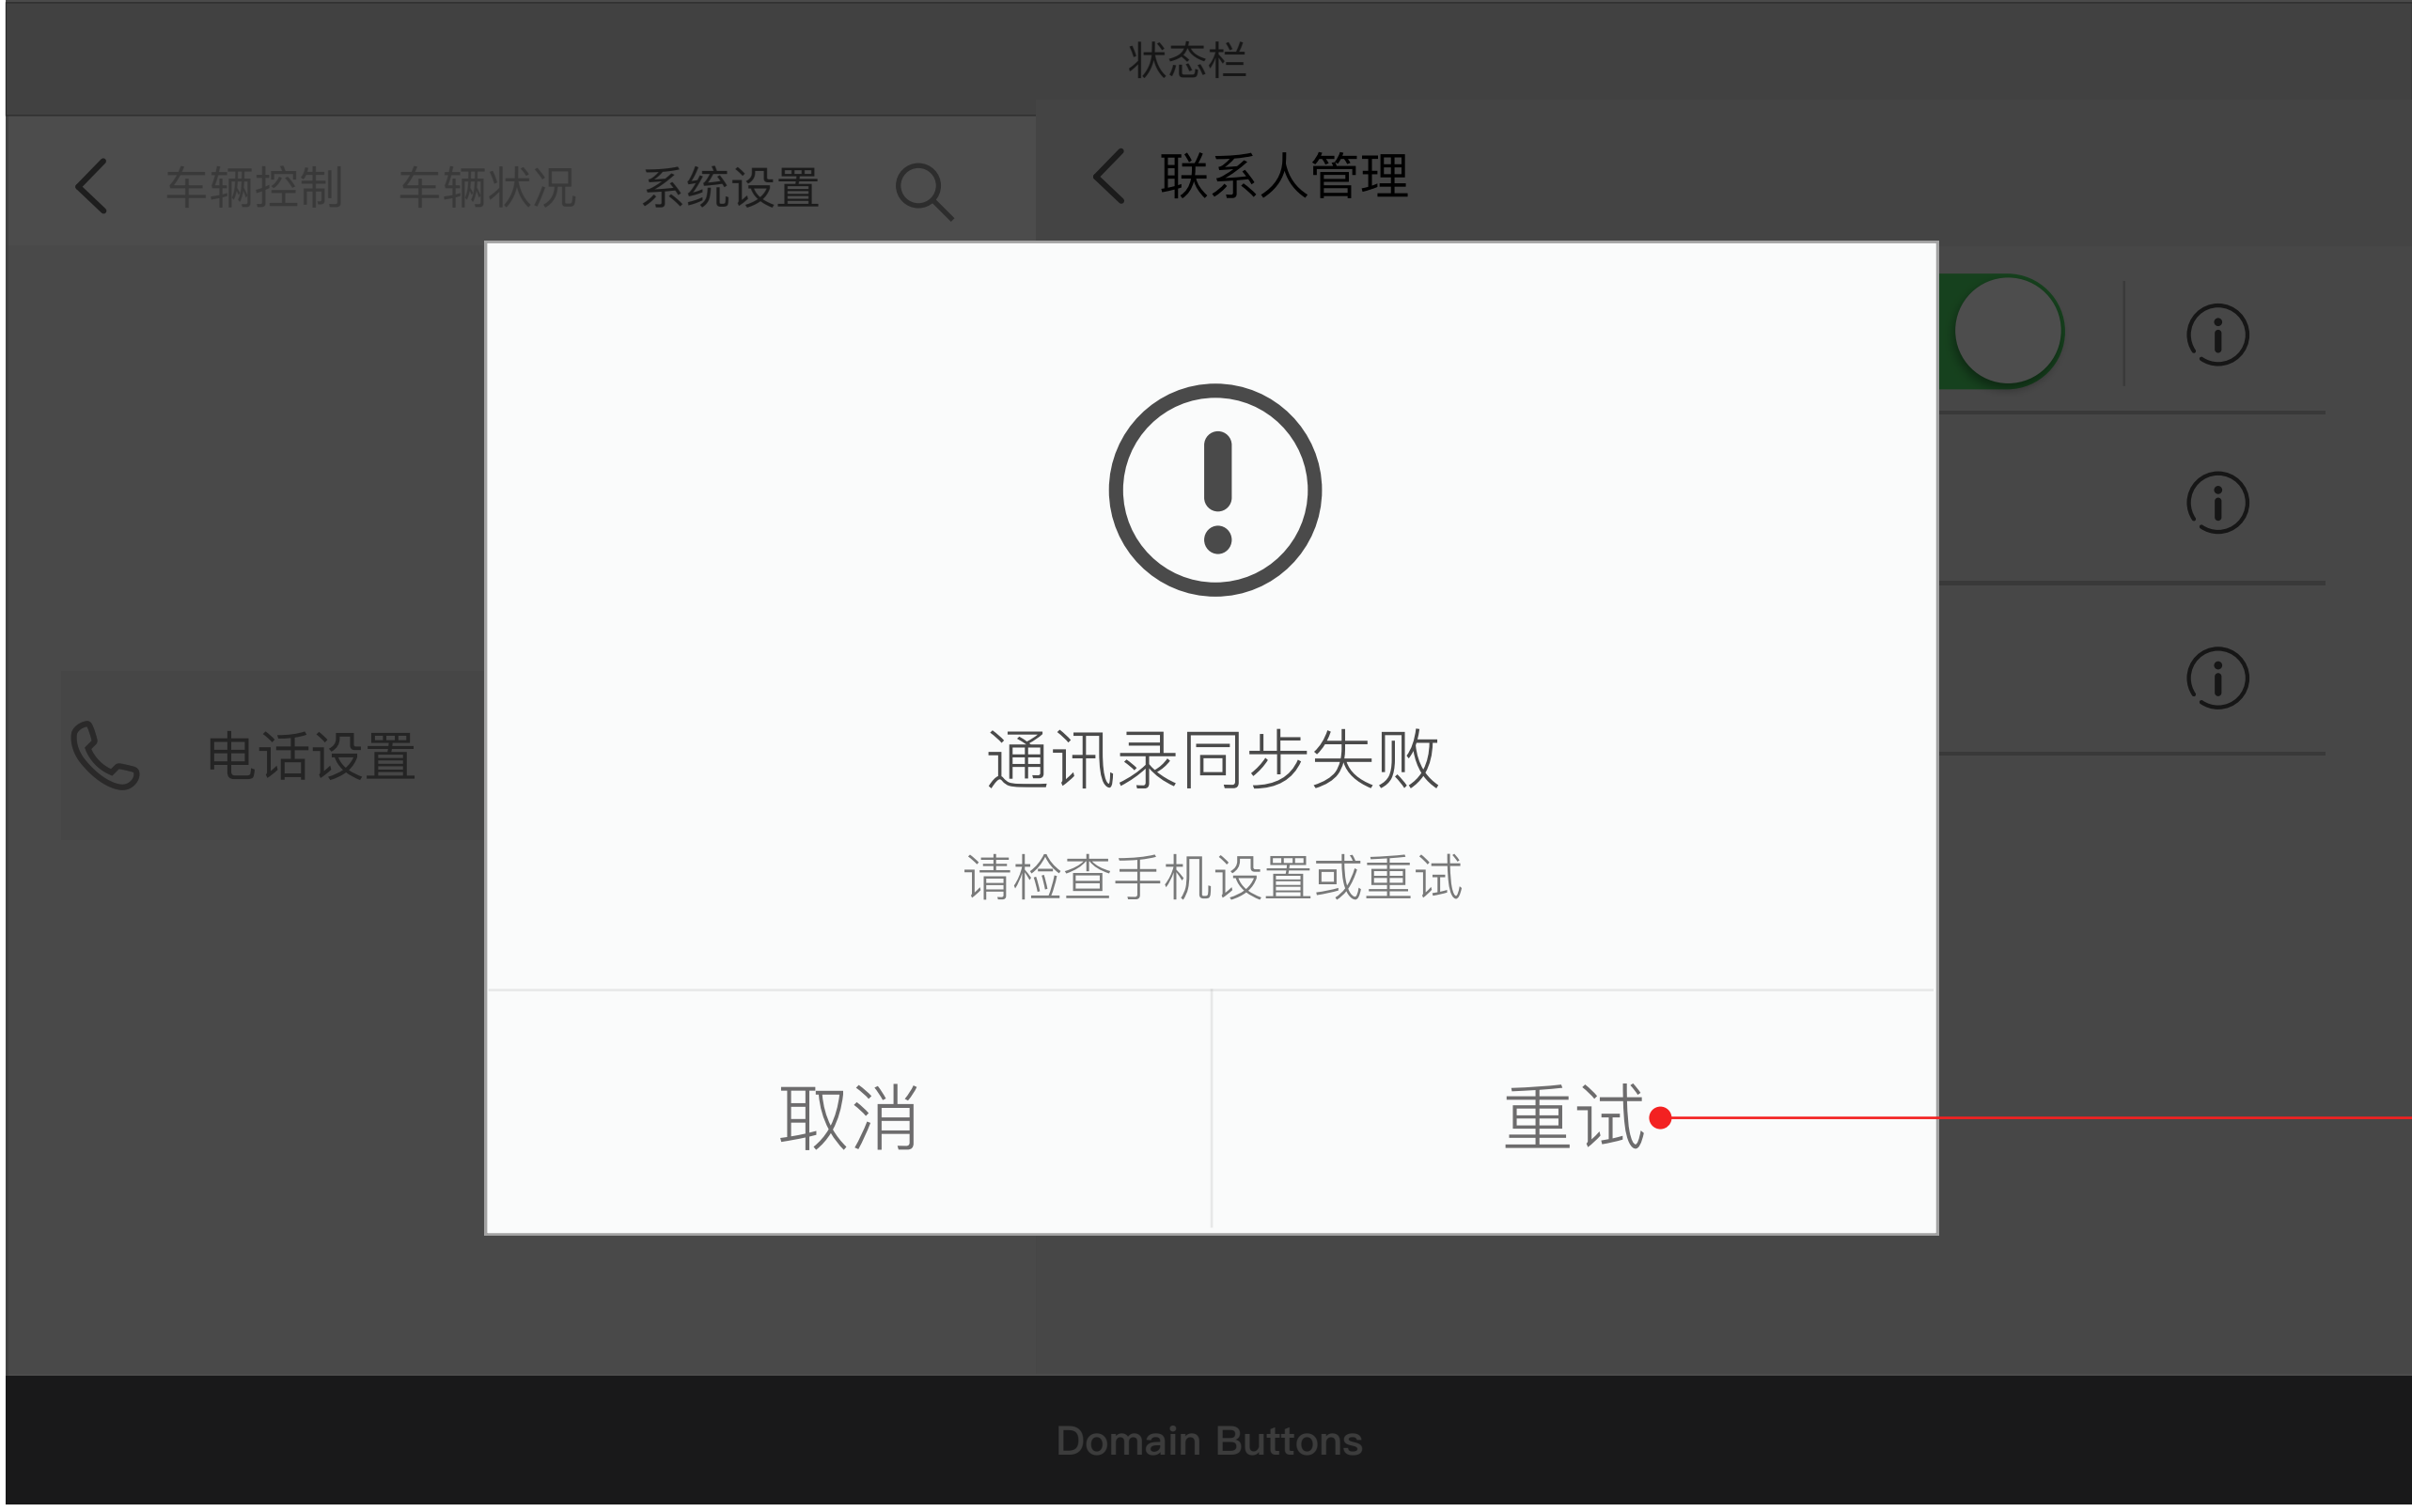 状态栏
车辆控制 车辆状况 系统设置
联系人管理
电话设置
通讯录同步失败
请检查手机设置或重试
取消 重试
Domain Buttons